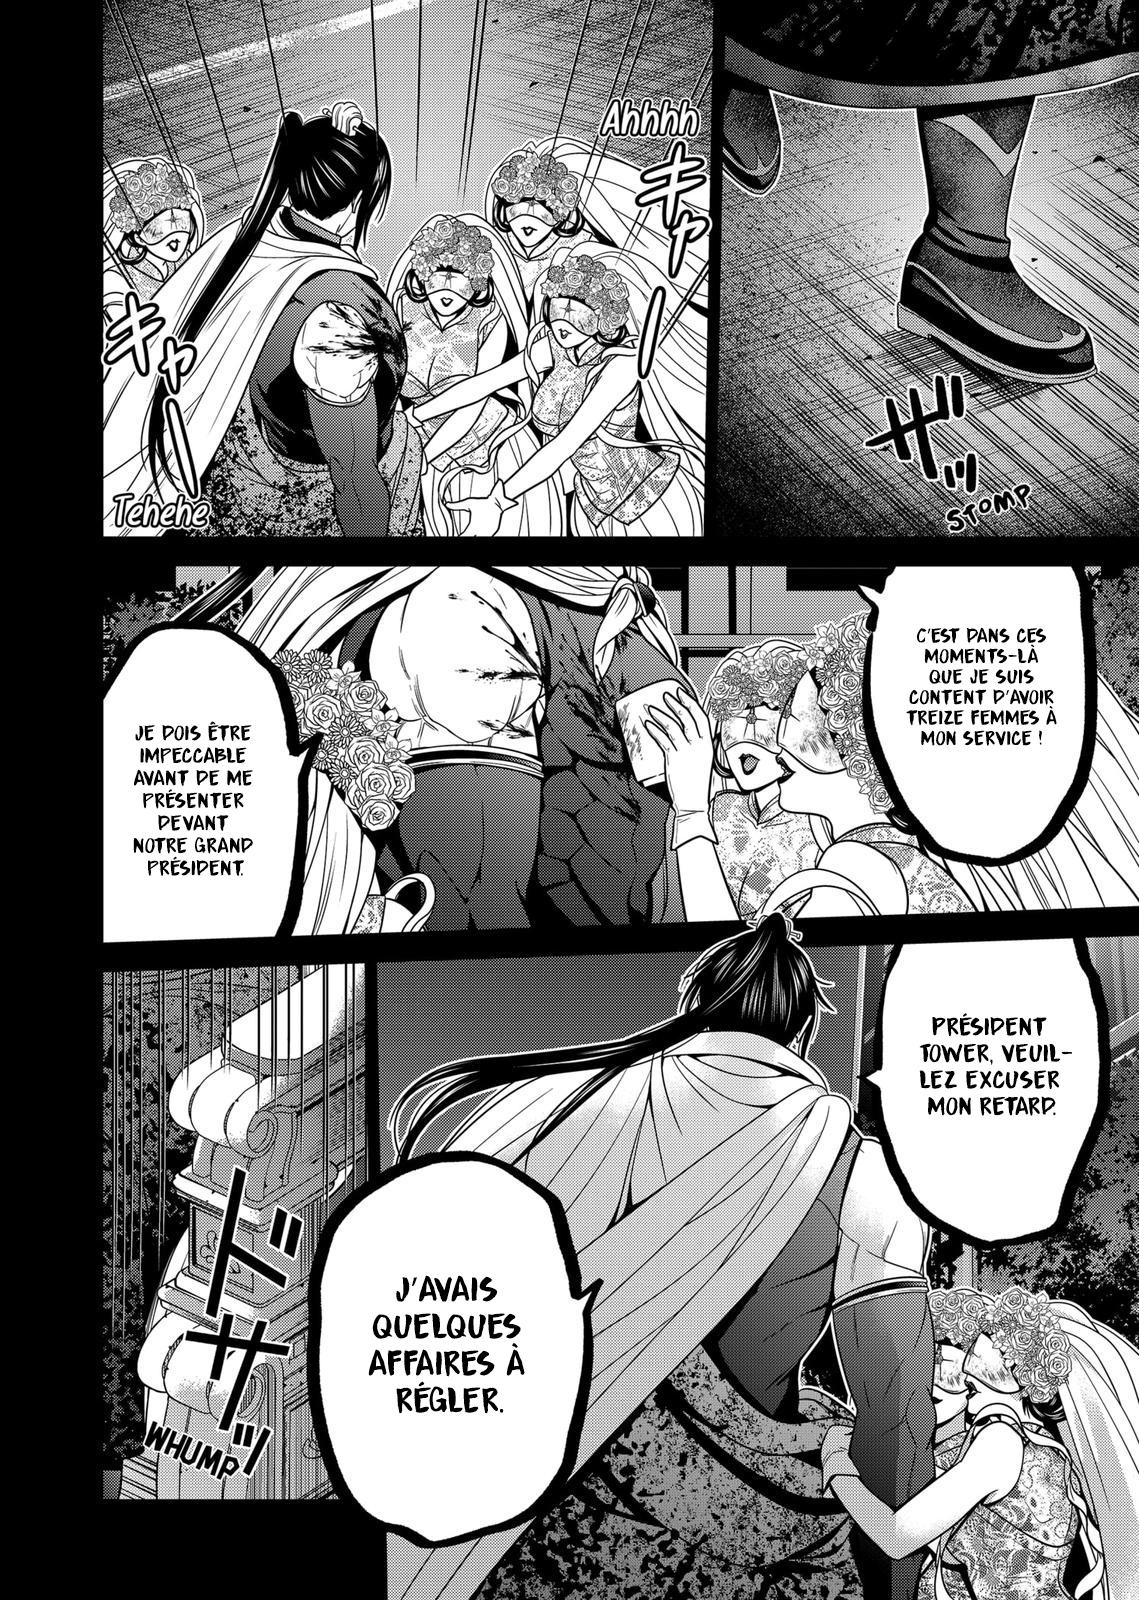 ザッ
STOMP
Ahhhh
キャーー
キャーー
Tehehe
C'EST DANS CES
MOMENTS-LÀ
QUE JE SUIS
CONTENT D'AVOIR
TREIZE FEMMES À
MON SERVICE !
JE DOIS ÊTRE
IMPECCABLE
AVANT DE ME
PRÉSENTER
DEVANT
NOTRE GRAND
PRÉSIDENT.
PRÉSIDENT
TOWER, VEUIL-
LEZ EXCUSER
MON RETARD.
J'AVAIS
QUELQUES
AFFAIRES À
RÉGLER.
ドサッ
WHUMP